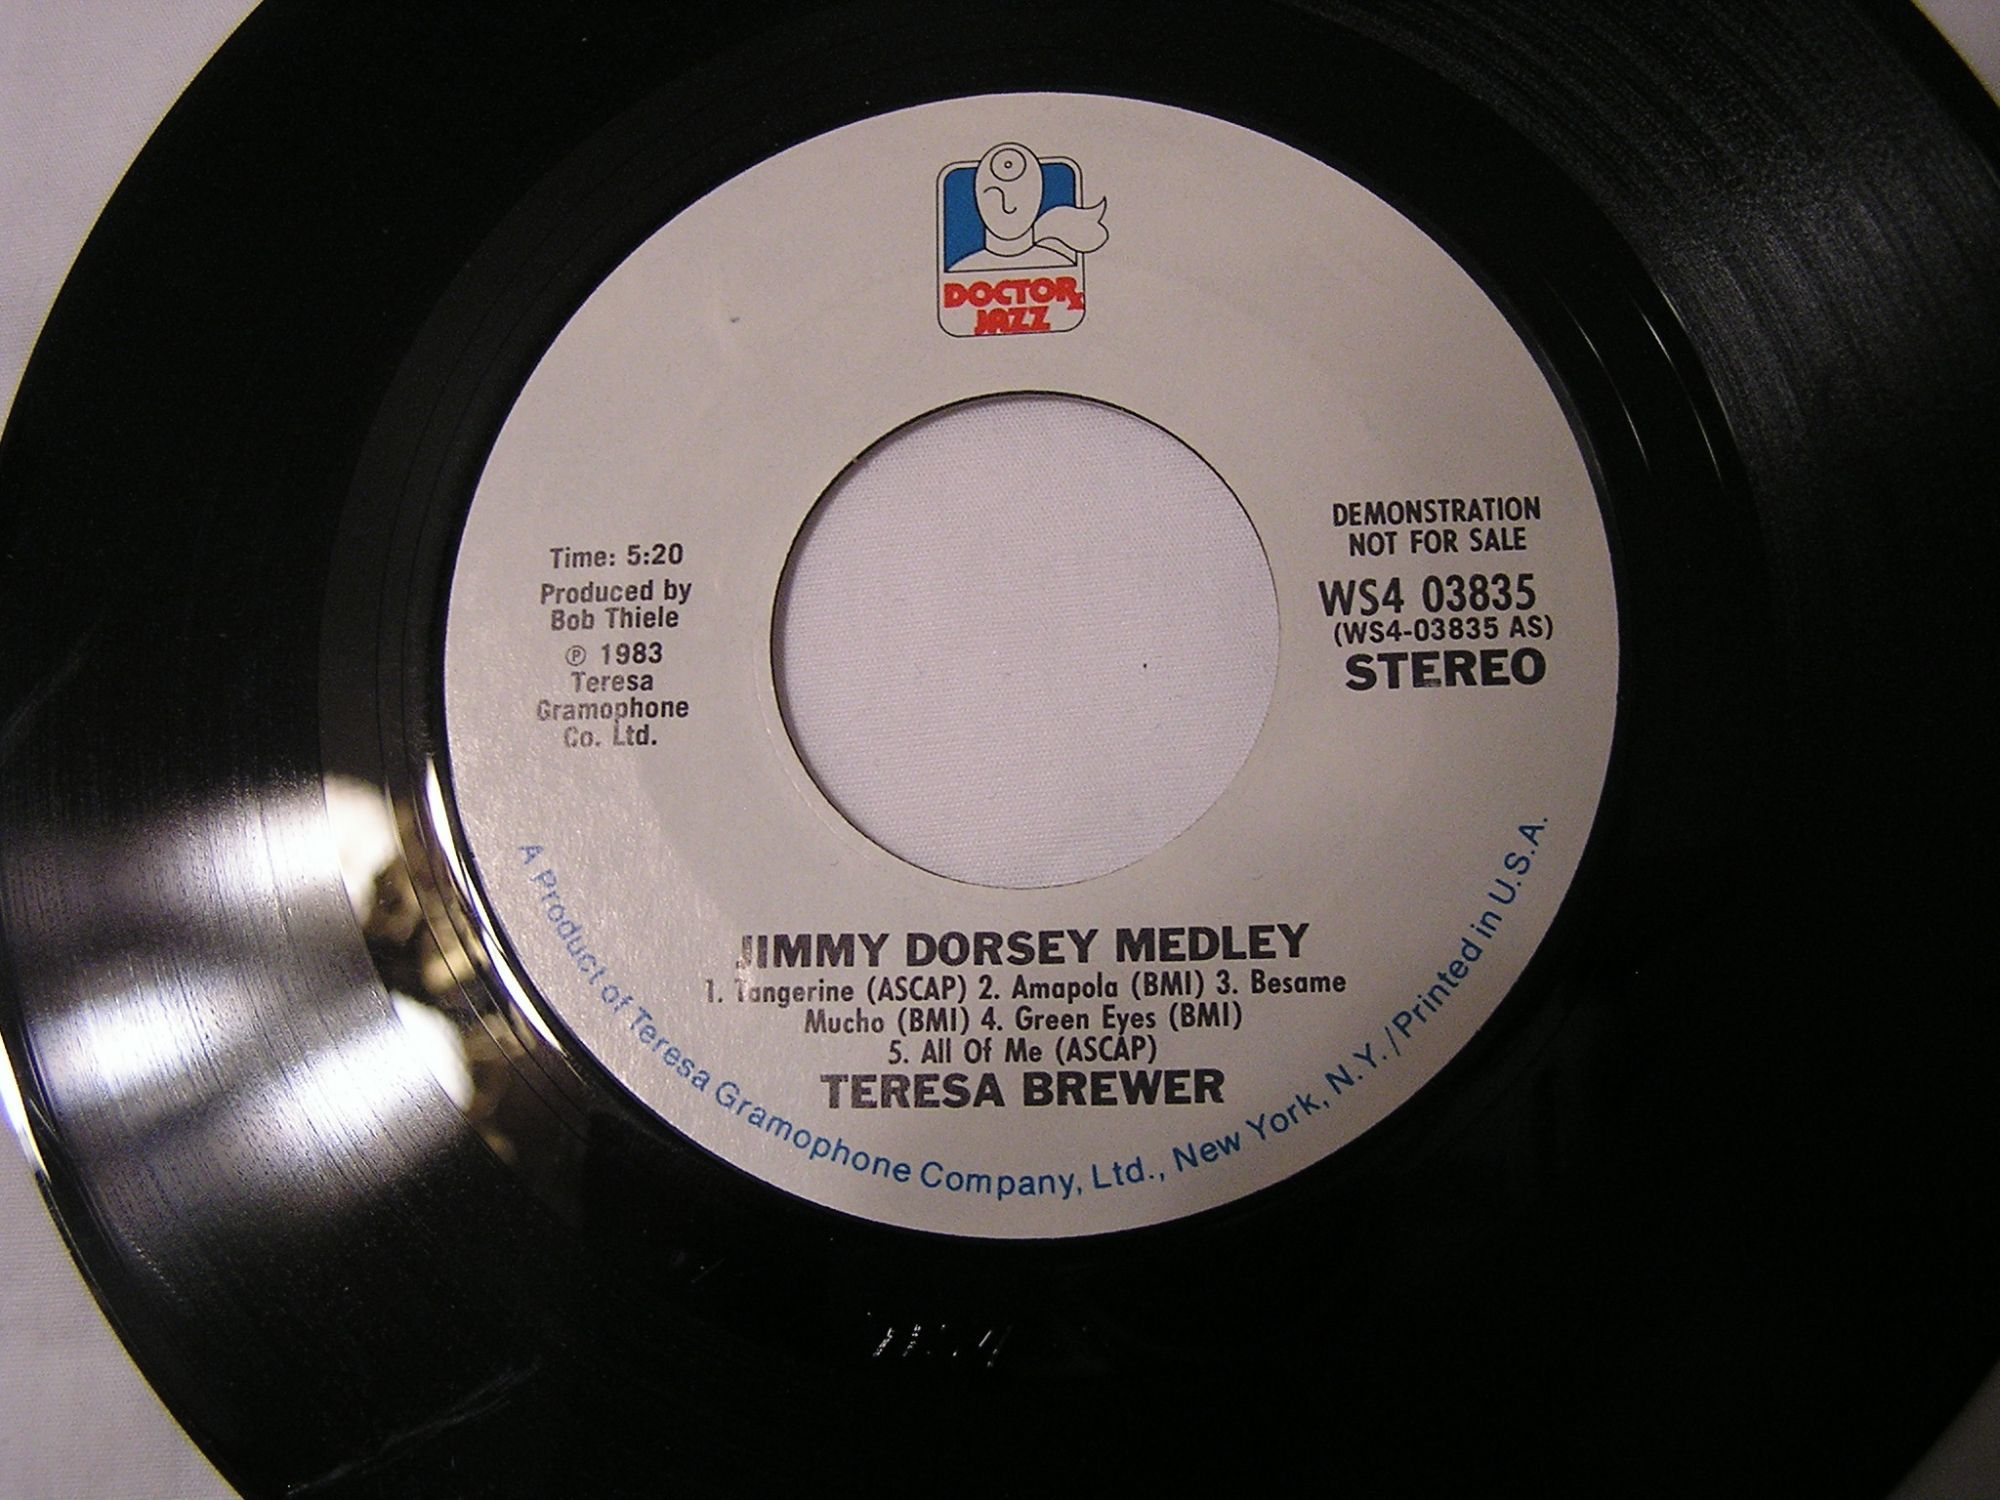 DOCTOR
JAZZ
Time: 5:20
Produced by
Bob Thiele
℗ 1983
Teresa
Gramophone
Co. Ltd.
DEMONSTRATION
NOT FOR SALE
WS4 03835
(WS4-03835 AS)
STEREO
JIMMY DORSEY MEDLEY
1. Tangerine (ASCAP) 2. Amapola (BMI) 3. Besame
Mucho (BMI) 4. Green Eyes (BMI)
5. All Of Me (ASCAP)
TERESA BREWER
A Product of Teresa Gramophone Company, Ltd., New York, N.Y. / Printed in U.S.A.